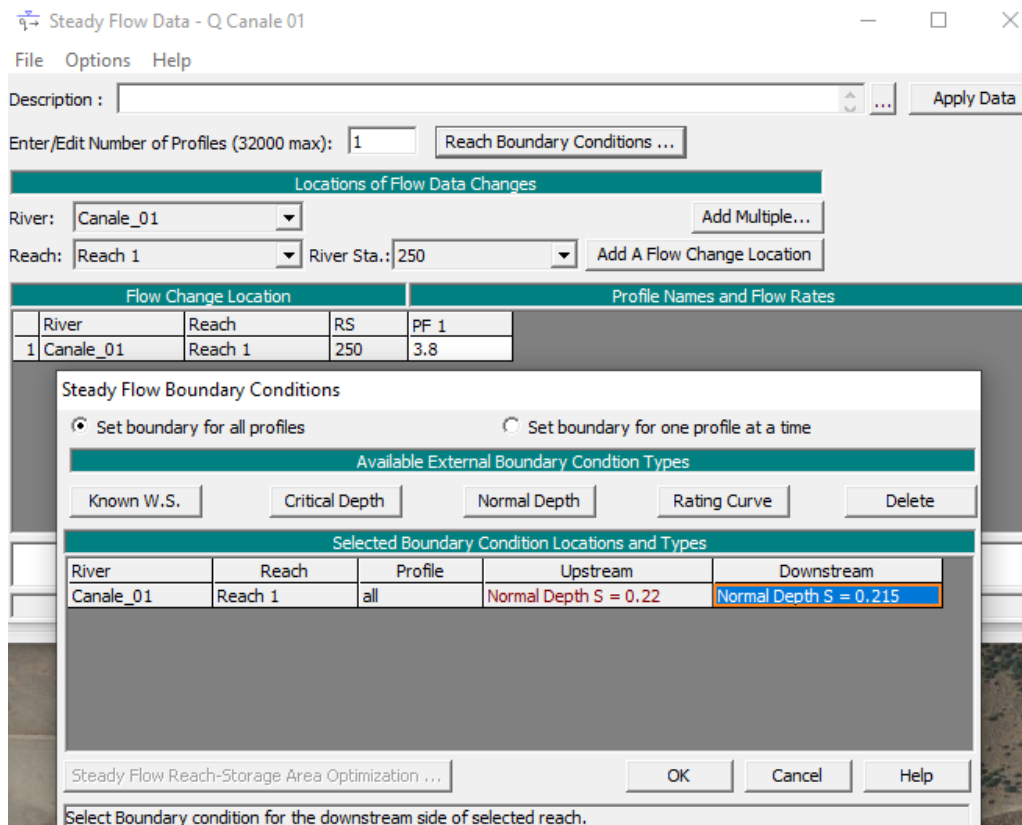 Steady Flow Data - Q Canale 01
File Options Help
Description : ... Apply Data
Enter/Edit Number of Profiles (32000 max): 1 Reach Boundary Conditions ...
Locations of Flow Data Changes
River: Canale_01 Add Multiple...
Reach: Reach 1 River Sta.: 250 Add A Flow Change Location
Flow Change Location Profile Names and Flow Rates
River Reach RS PF 1
1 Canale_01 Reach 1 250 3.8
Steady Flow Boundary Conditions
Set boundary for all profiles Set boundary for one profile at a time
Available External Boundary Condtion Types
Known W.S. Critical Depth Normal Depth Rating Curve Delete
Selected Boundary Condition Locations and Types
River Reach Profile Upstream Downstream
Canale_01 Reach 1 all Normal Depth S = 0.22 Normal Depth S = 0.215
Steady Flow Reach-Storage Area Optimization ... OK Cancel Help
Select Boundary condition for the downstream side of selected reach.